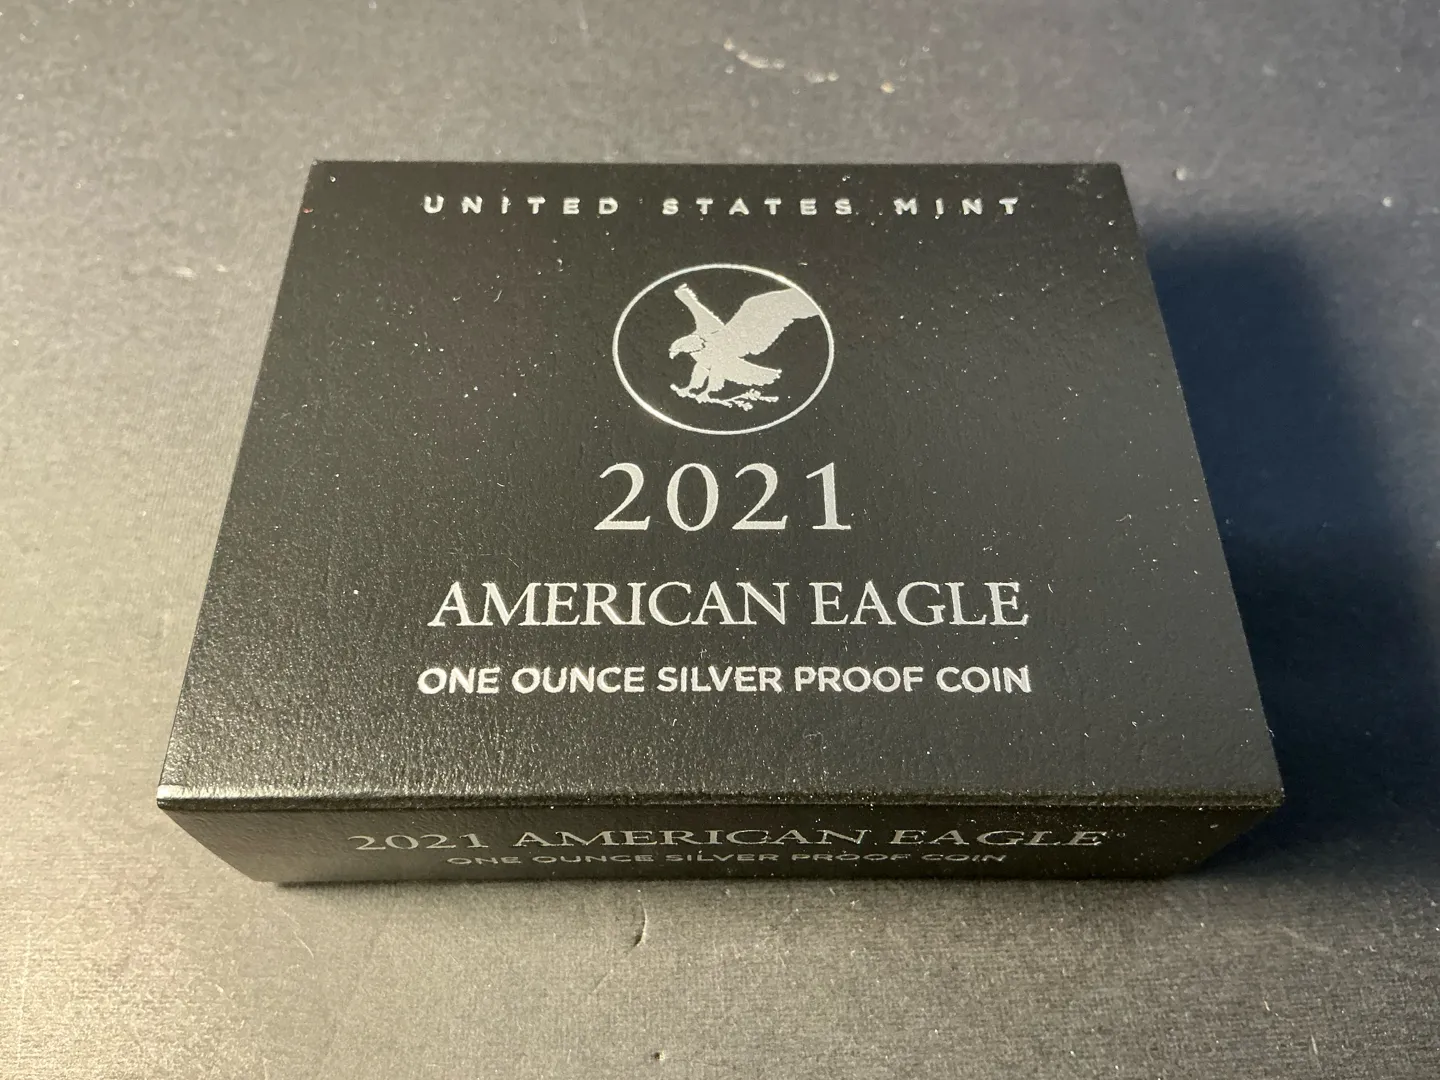 UNITED STATES MINT
2021
AMERICAN EAGLE
ONE OUNCE SILVER PROOF COIN
2021 AMERICAN EAGLE
ONE OUNCE SILVER PROOF COIN